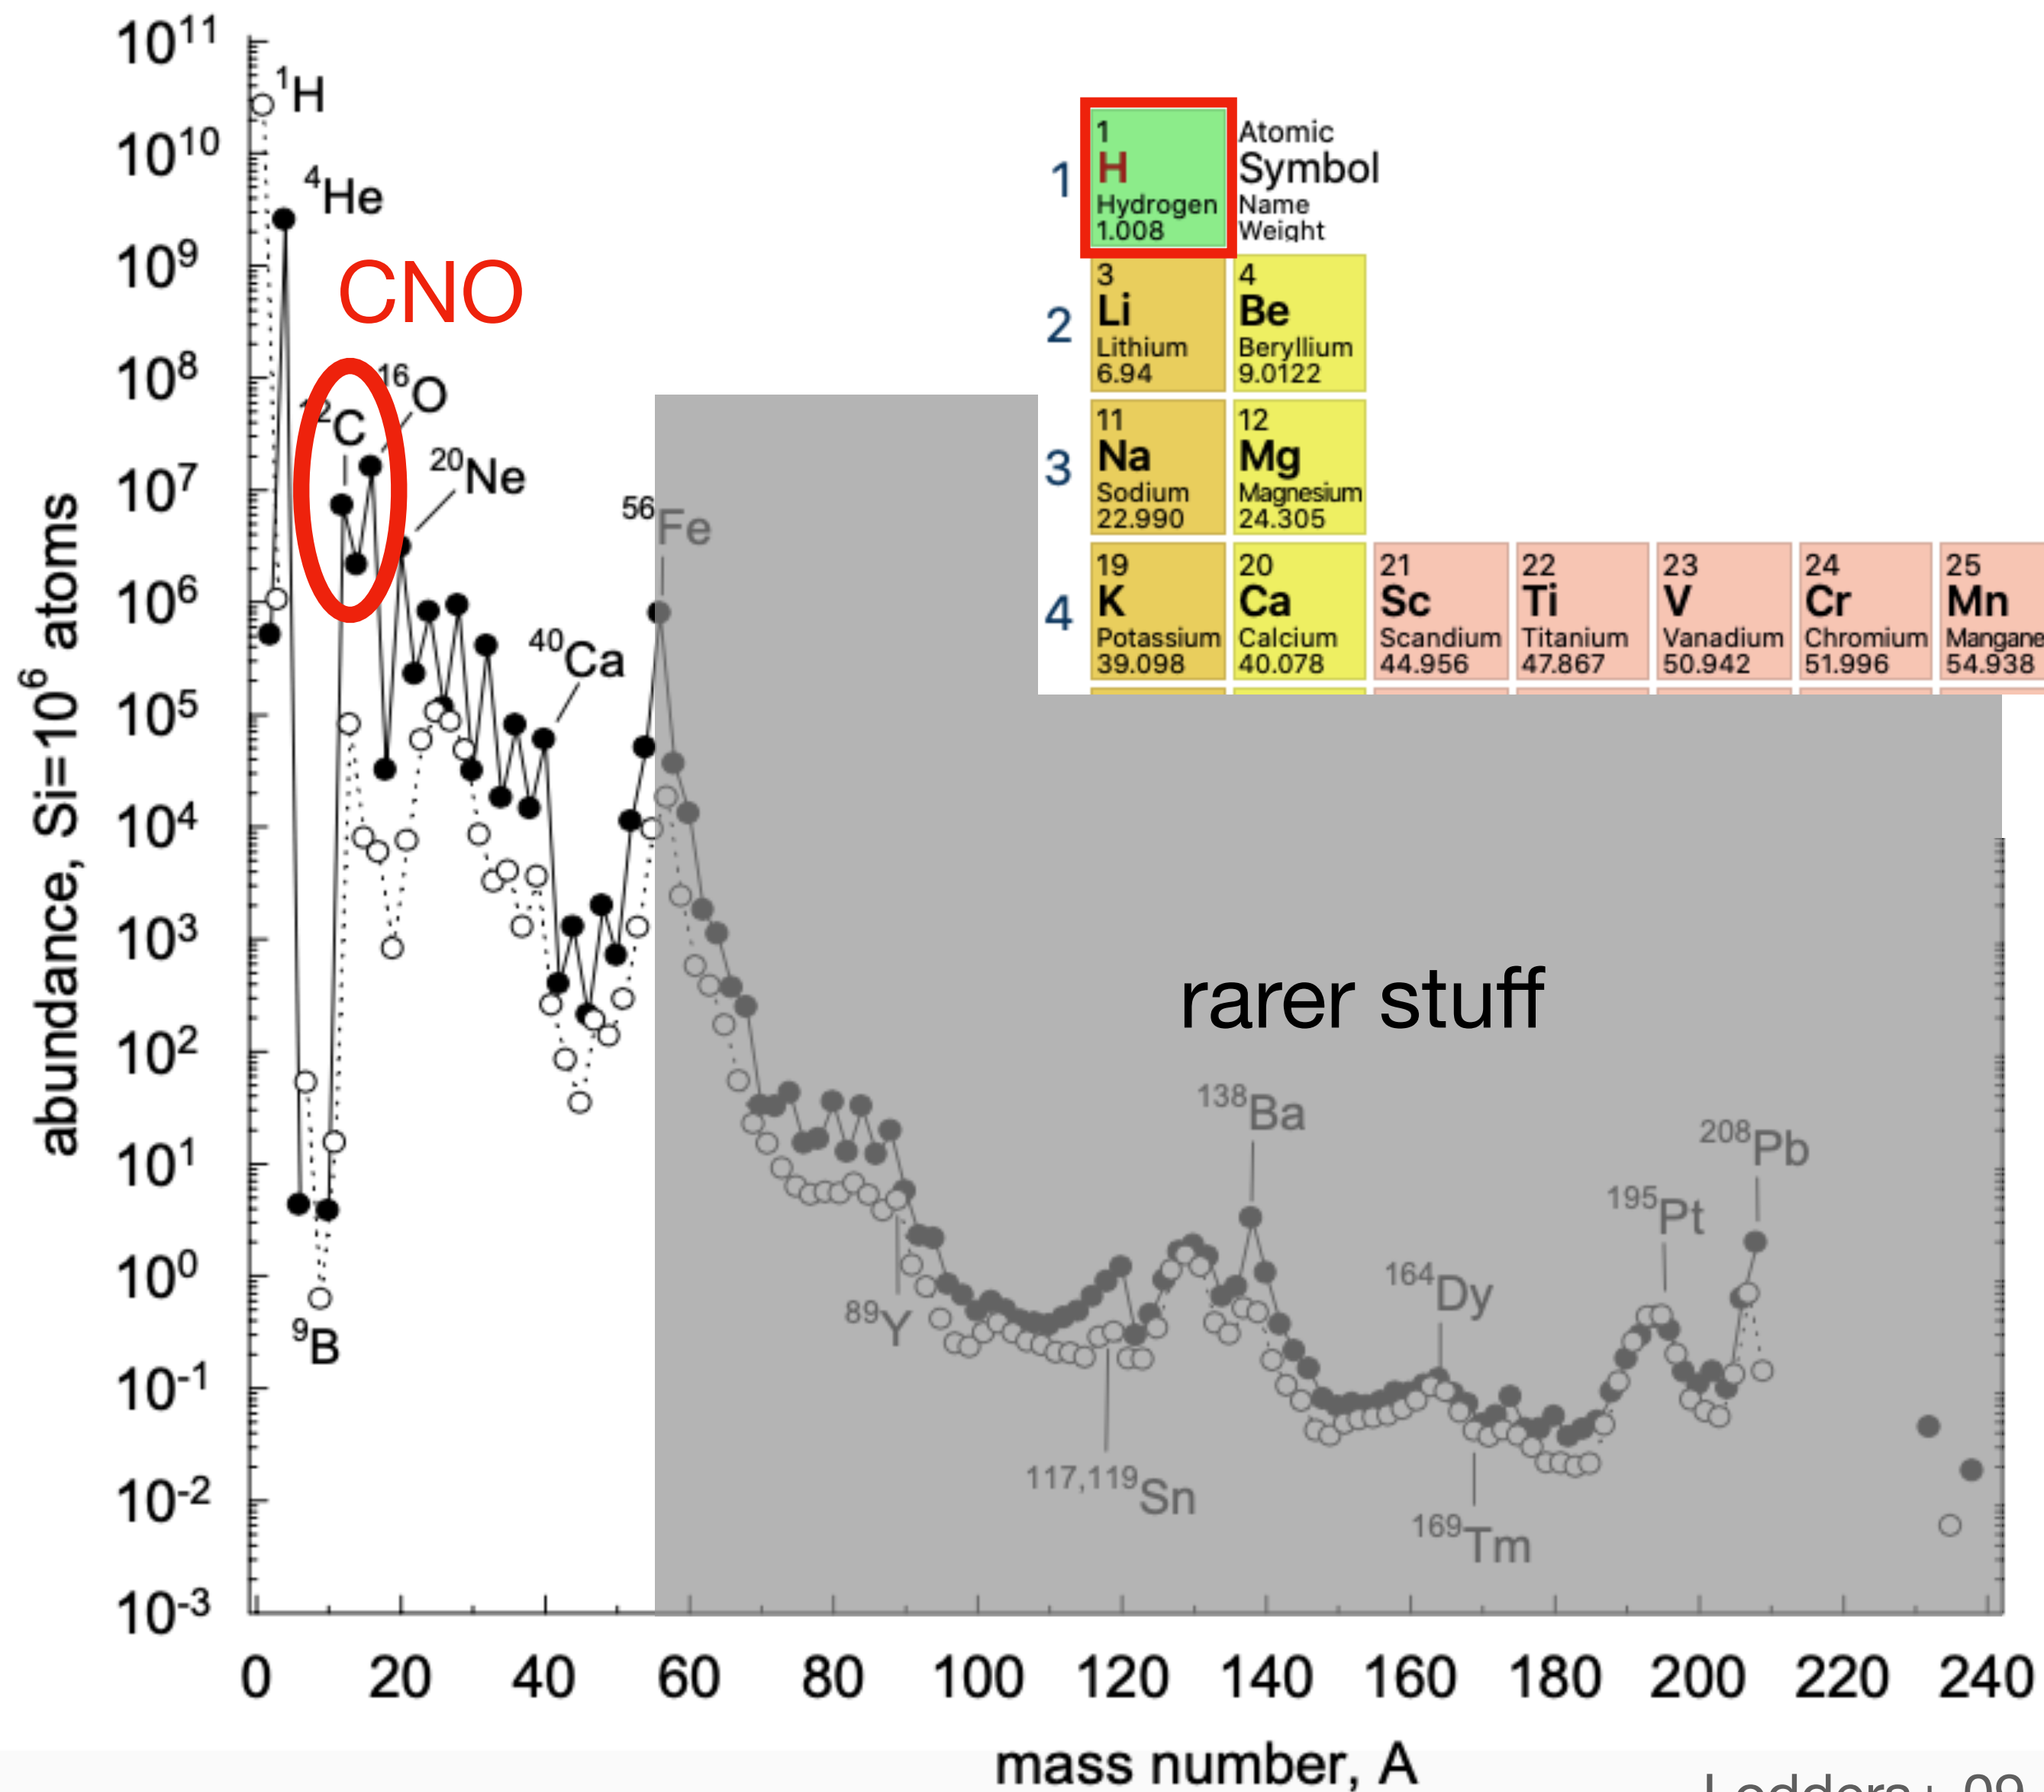 10¹¹
10¹⁰
10⁹
10⁸
10⁷
10⁶
10⁵
10⁴
10³
10²
10¹
10⁰
10⁻¹
10⁻²
10⁻³
abundance, Si=10⁶ atoms
¹H
⁴He
CNO
¹²C
¹⁶O
²⁰Ne
⁴⁰Ca
⁵⁶Fe
⁹B
⁸⁹Y
¹¹⁷,¹¹⁹Sn
¹³⁸Ba
¹⁶⁴Dy
¹⁶⁹Tm
¹⁹⁵Pt
²⁰⁸Pb
rarer stuff
1
1
H
Hydrogen
1.008
Atomic
Symbol
Name
Weight
2
3
Li
Lithium
6.94
4
Be
Beryllium
9.0122
3
11
Na
Sodium
22.990
12
Mg
Magnesium
24.305
4
19
K
Potassium
39.098
20
Ca
Calcium
40.078
21
Sc
Scandium
44.956
22
Ti
Titanium
47.867
23
V
Vanadium
50.942
24
Cr
Chromium
51.996
25
Mn
Mangane
54.938
0 20 40 60 80 100 120 140 160 180 200 220 240
mass number, A